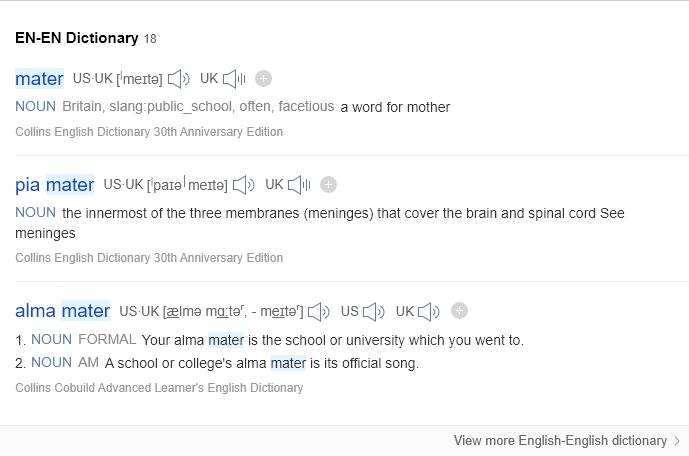 EN-EN Dictionary 18
mater US·UK [ˈmeɪtə] UK
NOUN Britain, slang:public_school, often, facetious a word for mother
Collins English Dictionary 30th Anniversary Edition
pia mater US·UK [ˈpaɪəˈmeɪtə] UK
NOUN the innermost of the three membranes (meninges) that cover the brain and spinal cord See
meninges
Collins English Dictionary 30th Anniversary Edition
alma mater US·UK [ælmə mɑːtəʳ, - meɪtəʳ] US UK
1. NOUN FORMAL Your alma mater is the school or university which you went to.
2. NOUN AM A school or college's alma mater is its official song.
Collins Cobuild Advanced Learner's English Dictionary
View more English-English dictionary